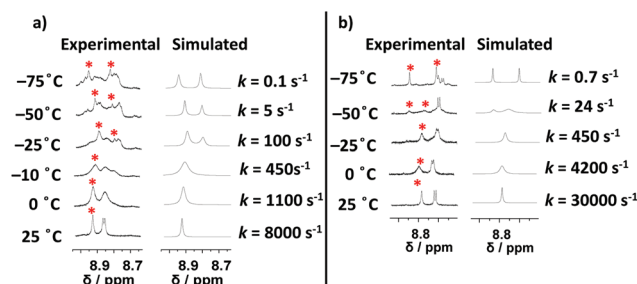 a)
Experimental Simulated
* *
−75 ˚C k = 0.1 s-1
* *
−50 ˚C k = 5 s-1
* *
−25 ˚C k = 100 s-1
*
−10 ˚C k = 450s-1
*
0 ˚C k = 1100 s-1
*
25 ˚C k = 8000 s-1
8.9 8.7 8.9 8.7
δ / ppm δ / ppm
b)
Experimental Simulated
* *
−75 ˚C k = 0.7 s-1
* *
−50 ˚C k = 24 s-1
*
−25 ˚C k = 450 s-1
*
0 ˚C k = 4200 s-1
*
25 ˚C k = 30000 s-1
8.8 8.8
δ / ppm δ / ppm